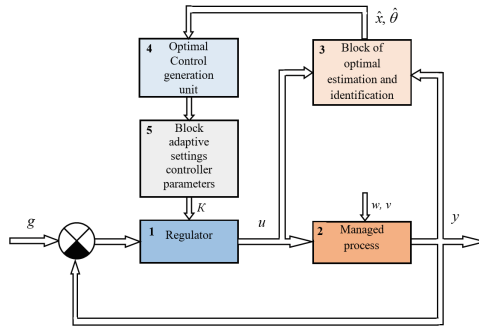 x̂, θ̂
4 Optimal
Control
generation
unit
3 Block of
optimal
estimation and
identification
5 Block
adaptive
settings
controller
parameters
K
w, v
g
1 Regulator
u
2 Managed
process
y